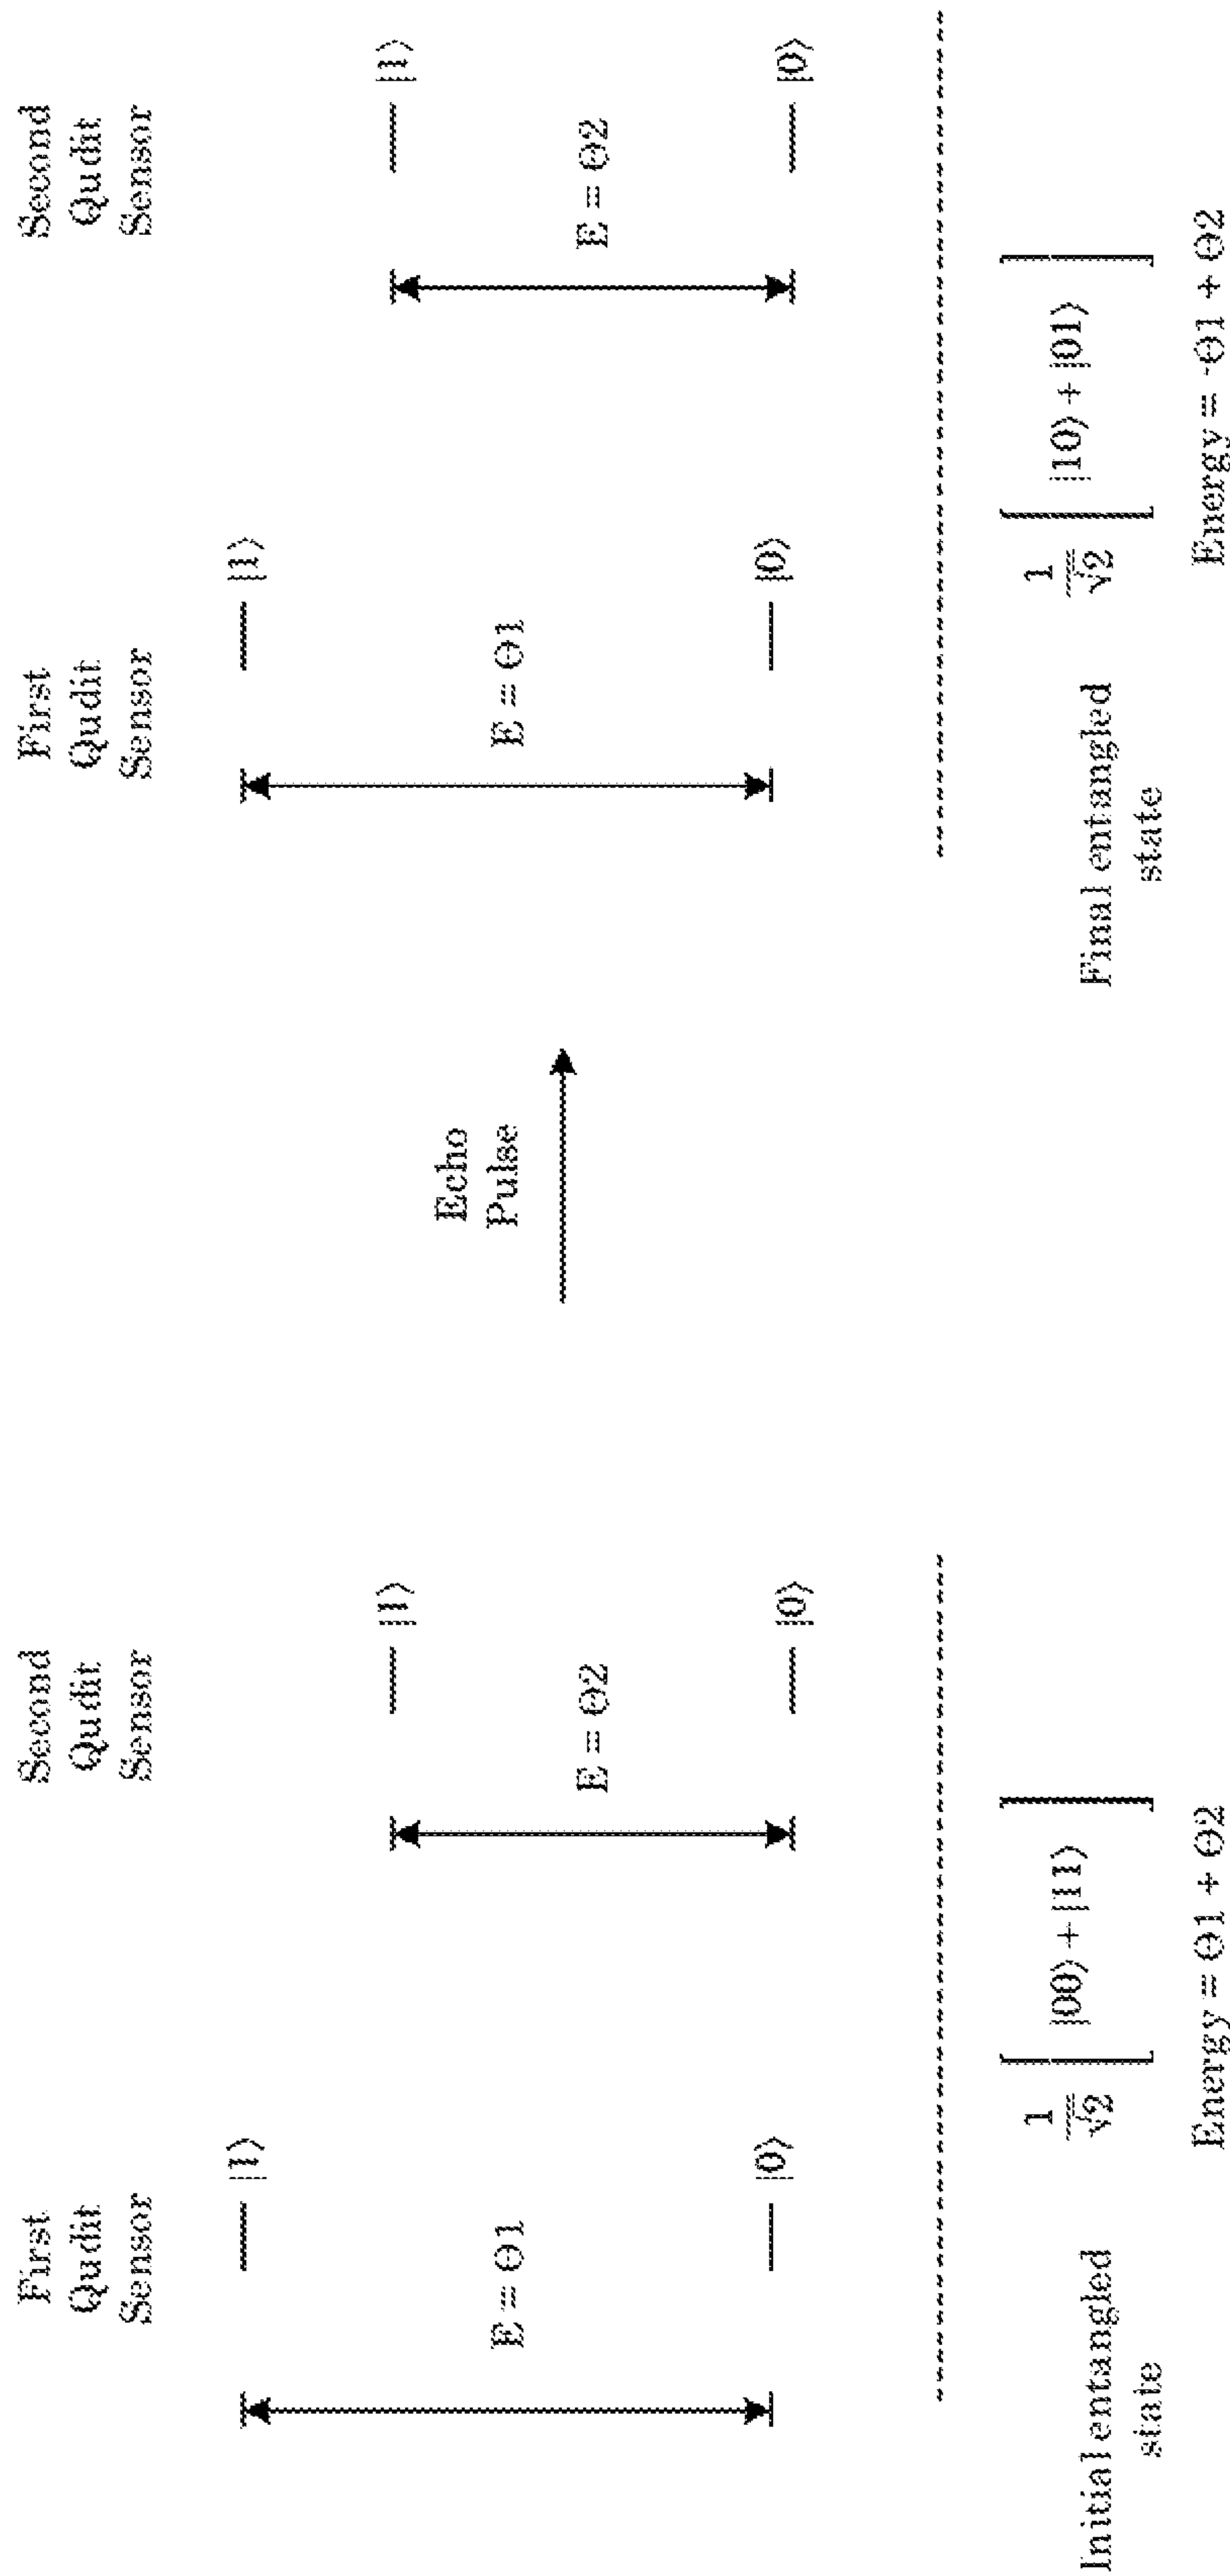 First
Qudit
Sensor
Second
Qudit
Sensor
|1⟩
|1⟩
E = Θ1
E = Θ2
|0⟩
|0⟩
Initial entangled
state
1/√2 [ |00⟩ + |11⟩ ]
Energy = Θ1 + Θ2
Echo
Pulse
First
Qudit
Sensor
Second
Qudit
Sensor
|1⟩
|1⟩
E = Θ1
E = Θ2
|0⟩
|0⟩
Final entangled
state
1/√2 [ |10⟩ + |01⟩ ]
Energy = -Θ1 + Θ2